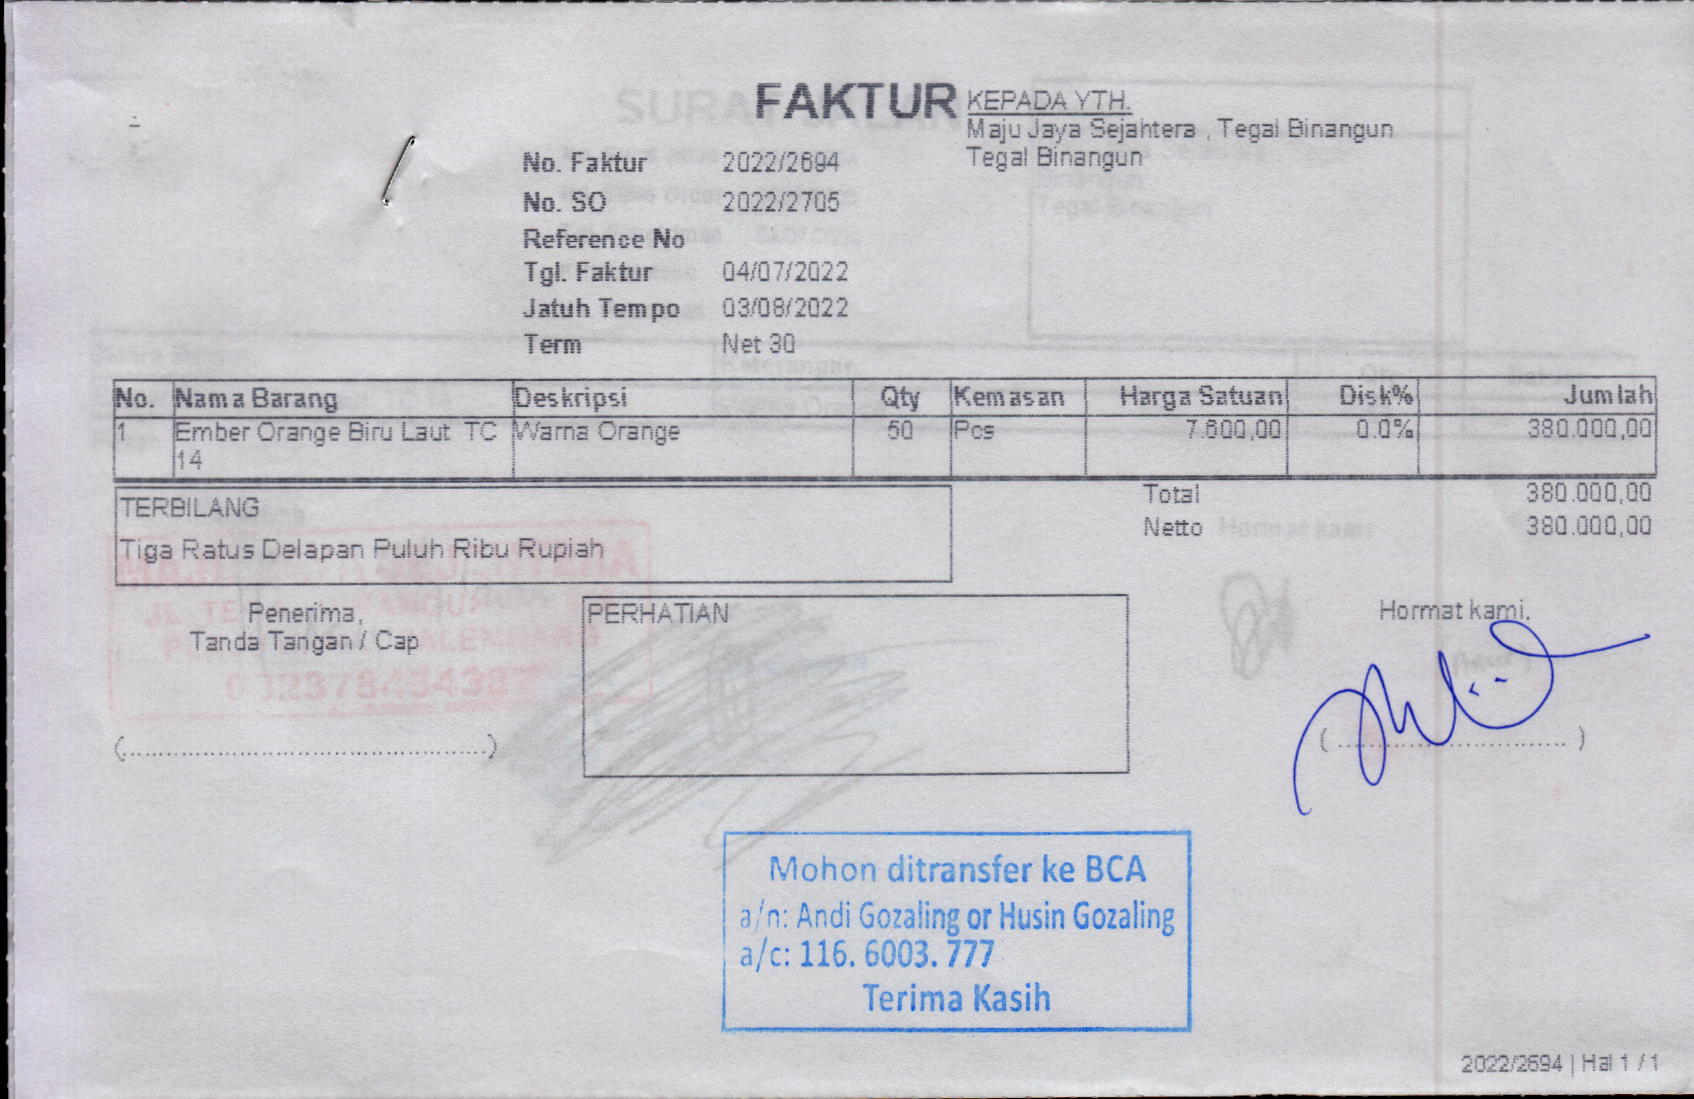 FAKTUR
KEPADA YTH.
Maju Jaya Sejahtera , Tegal Binangun
Tegal Binangun
No. Faktur 2022/2694
No. SO 2022/2705
Reference No
Tgl. Faktur 04/07/2022
Jatuh Tempo 03/08/2022
Term Net 30
No. Nama Barang Deskripsi Qty Kemasan Harga Satuan Disk% Jumlah
1 Ember Orange Biru Laut TC Warna Orange 50 Pcs 7.600,00 0.0% 380.000,00
14
TERBILANG
Tiga Ratus Delapan Puluh Ribu Rupiah
Total 380.000,00
Netto 380.000,00
Penerima,
Tanda Tangan / Cap
(................................................)
PERHATIAN
Hormat kami,
( .............................. )
Mohon ditransfer ke BCA
a/n: Andi Gozaling or Husin Gozaling
a/c: 116. 6003. 777
Terima Kasih
2022/2694 | Hal 1 / 1